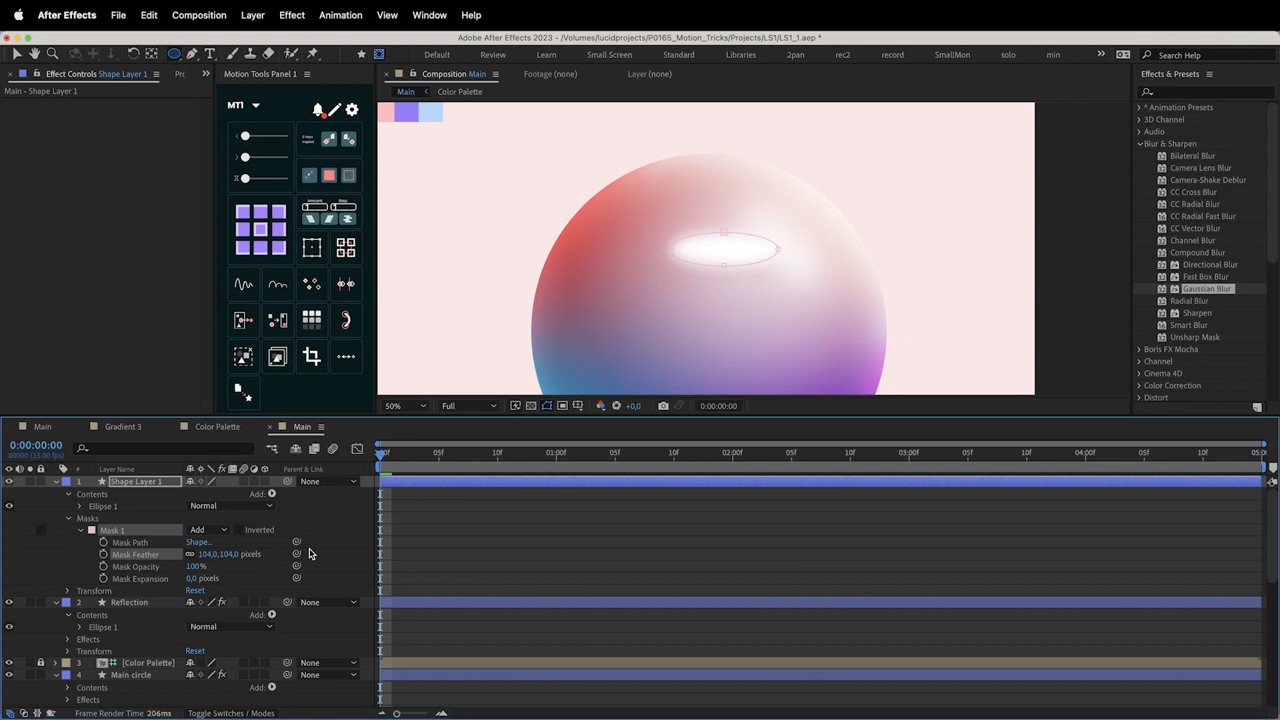 After Effects File Edit Composition Layer Effect Animation View Window Help
Adobe After Effects 2023 - /Volumes/lucidprojects/P0165_Motion_Tricks/Projects/LS1/LS1_1.aep *
Default Review Learn Small Screen Standard Libraries 2pan rec2 record SmallMon solo min Search Help
Effect Controls Shape Layer 1 Pr
Main - Shape Layer 1
Motion Tools Panel 1
MT1
Amount:
Composition Main Footage (none) Layer (none)
Main Color Palette
50% Full +0,0 0:00:00:00
Effects & Presets
* Animation Presets
3D Channel
Audio
Blur & Sharpen
Bilateral Blur
Camera Lens Blur
Camera-Shake Deblur
CC Cross Blur
CC Radial Blur
CC Radial Fast Blur
CC Vector Blur
Channel Blur
Compound Blur
Directional Blur
Fast Box Blur
Gaussian Blur
Radial Blur
Sharpen
Smart Blur
Unsharp Mask
Boris FX Mocha
Channel
Cinema 4D
Color Correction
Distort
Main Gradient 3 Color Palette Main
0:00:00:00
00000 (15.00 fps)
05f 10f 01:00f 05f 10f 02:00f 05f 10f 03:00f 05f 10f 04:00f 05f 10f
# Layer Name Parent & Link
1 Shape Layer 1 None
Contents Add:
Ellipse 1 Normal
Masks
Mask 1 Add Inverted
Mask Path Shape...
Mask Feather 104,0,104,0 pixels
Mask Opacity 100%
Mask Expansion 0,0 pixels
Transform Reset
2 Reflection None
Contents Add:
Ellipse 1 Normal
Effects
Transform Reset
3 [Color Palette] None
4 Main circle None
Contents Add:
Effects
Frame Render Time 206ms Toggle Switches / Modes